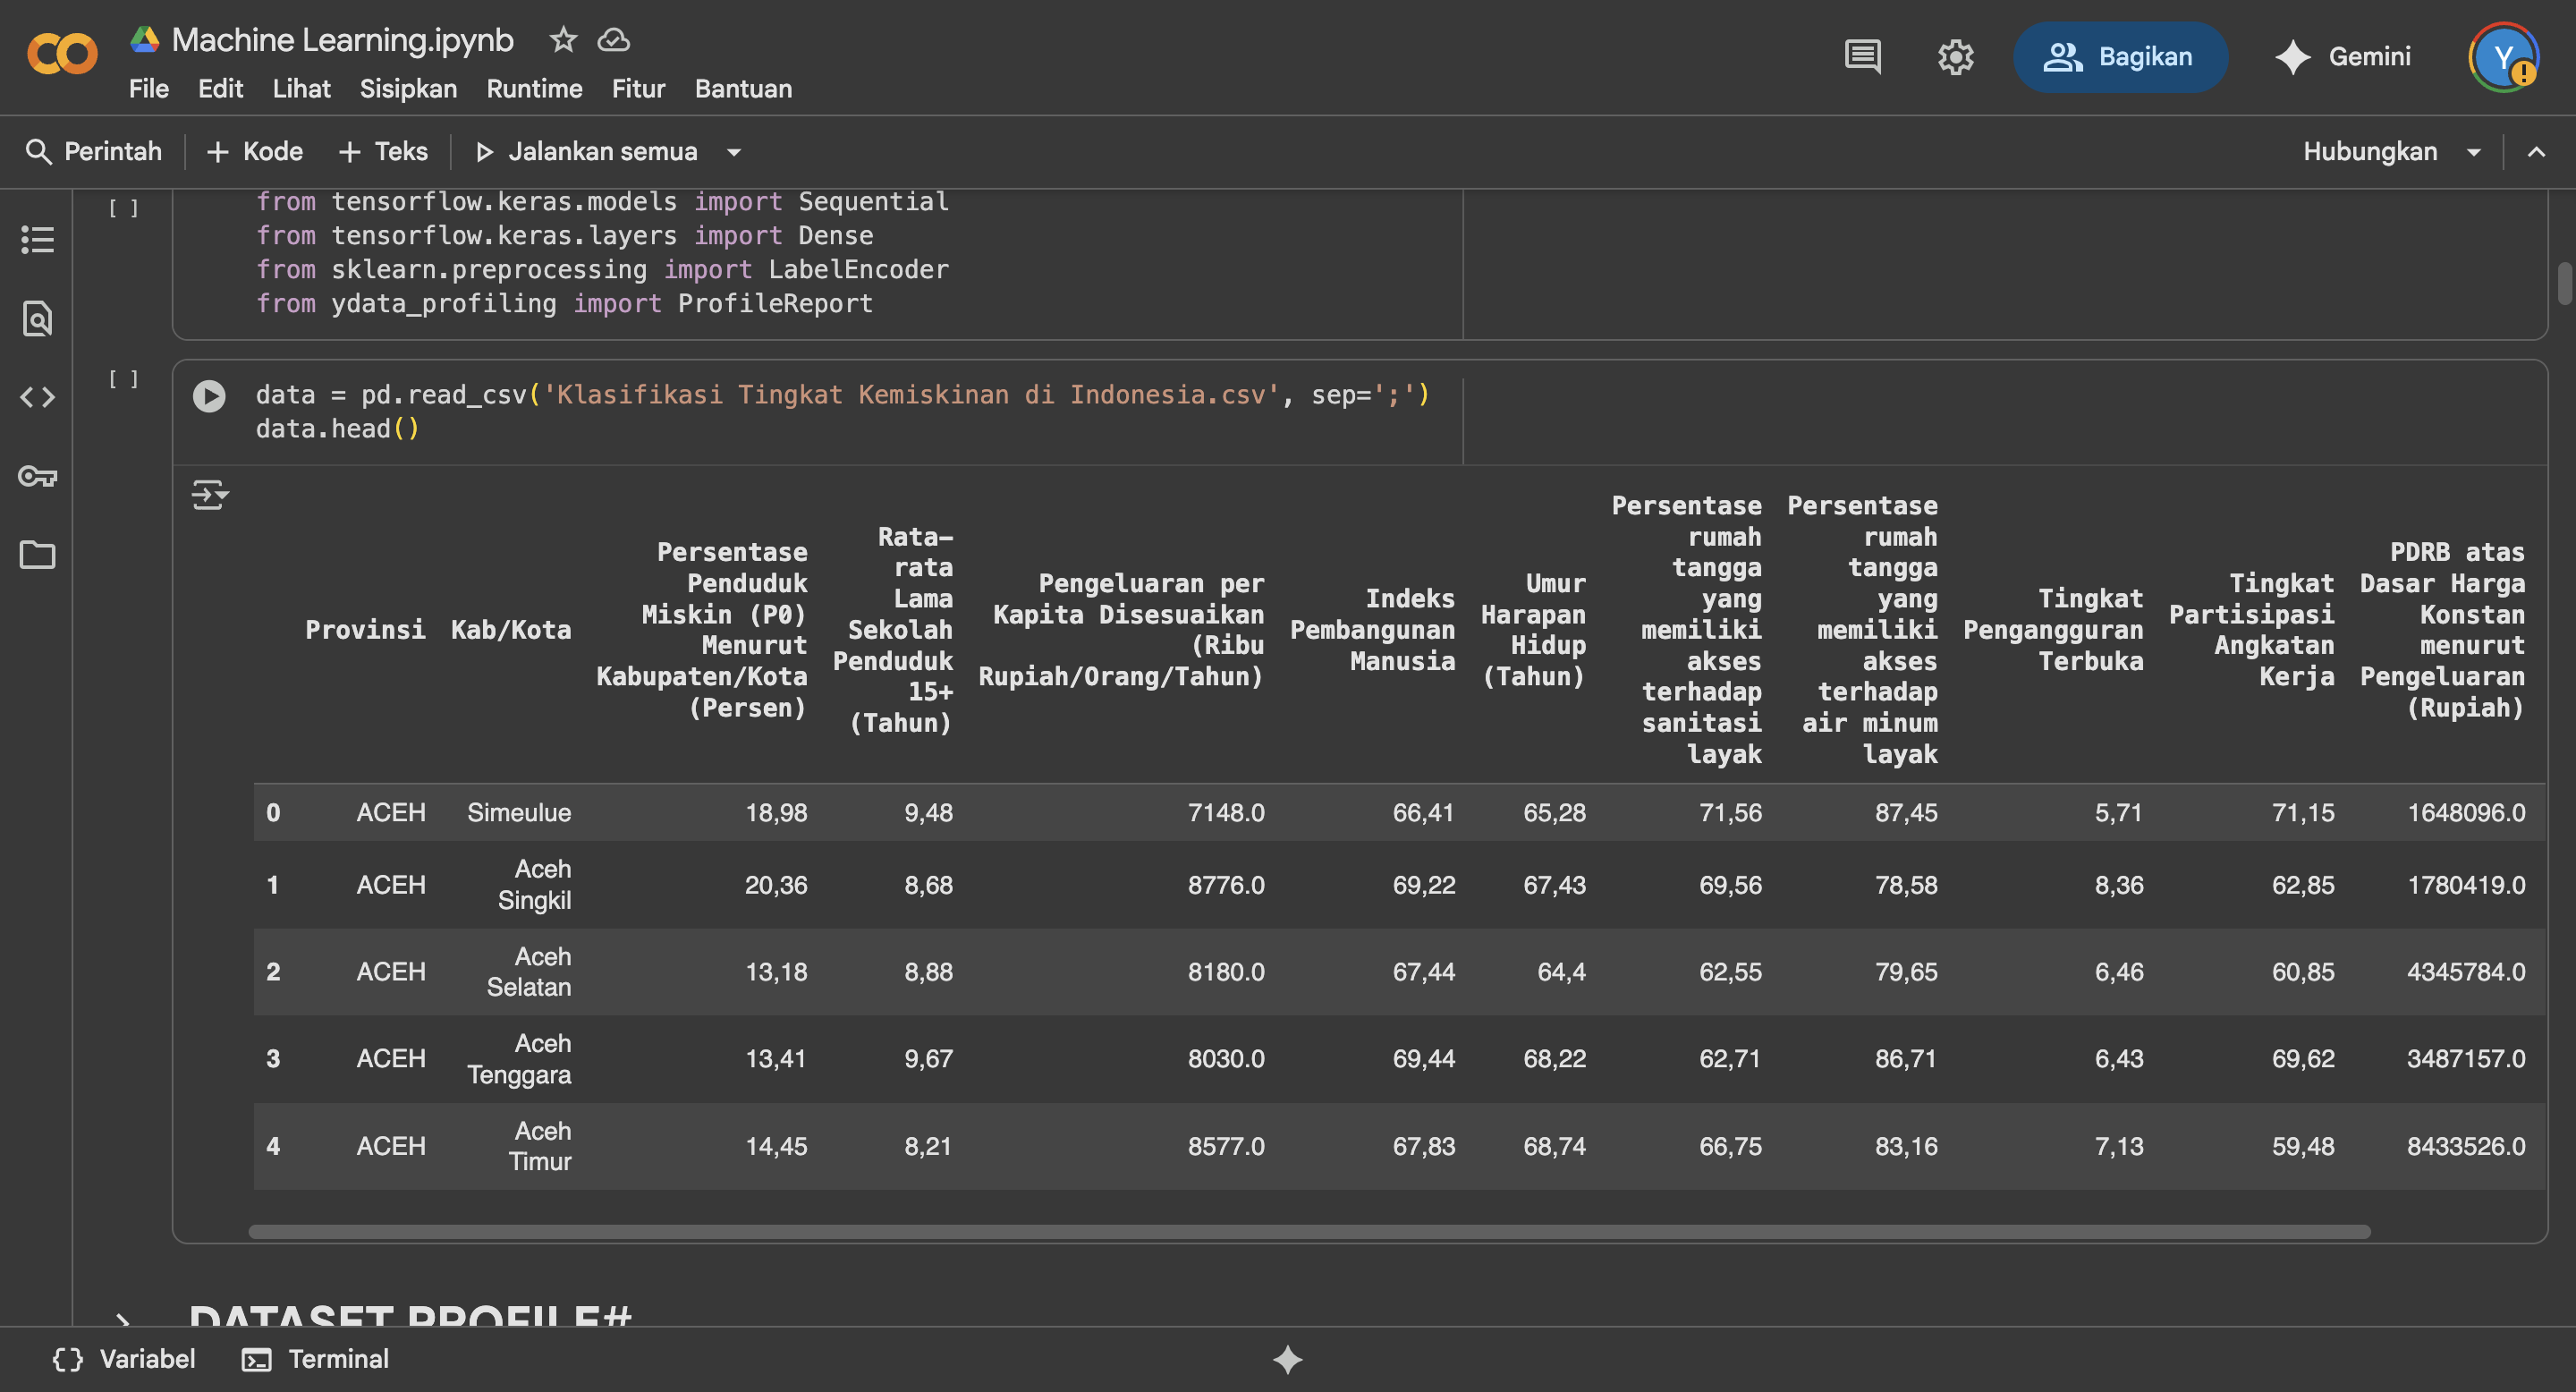 Machine Learning.ipynb
File Edit Lihat Sisipkan Runtime Fitur Bantuan
Bagikan
Gemini
Y
Perintah
+ Kode
+ Teks
Jalankan semua
Hubungkan
[ ]
from tensorflow.keras.models import Sequential
from tensorflow.keras.layers import Dense
from sklearn.preprocessing import LabelEncoder
from ydata_profiling import ProfileReport
[ ]
data = pd.read_csv('Klasifikasi Tingkat Kemiskinan di Indonesia.csv', sep=';')
data.head()
Provinsi
Kab/Kota
Persentase
Penduduk
Miskin (P0)
Menurut
Kabupaten/Kota
(Persen)
Rata-
rata
Lama
Sekolah
Penduduk
15+
(Tahun)
Pengeluaran per
Kapita Disesuaikan
(Ribu
Rupiah/Orang/Tahun)
Indeks
Pembangunan
Manusia
Umur
Harapan
Hidup
(Tahun)
Persentase
rumah
tangga
yang
memiliki
akses
terhadap
sanitasi
layak
Persentase
rumah
tangga
yang
memiliki
akses
terhadap
air minum
layak
Tingkat
Pengangguran
Terbuka
Tingkat
Partisipasi
Angkatan
Kerja
PDRB atas
Dasar Harga
Konstan
menurut
Pengeluaran
(Rupiah)
0 ACEH Simeulue 18,98 9,48 7148.0 66,41 65,28 71,56 87,45 5,71 71,15 1648096.0
1 ACEH Aceh Singkil 20,36 8,68 8776.0 69,22 67,43 69,56 78,58 8,36 62,85 1780419.0
2 ACEH Aceh Selatan 13,18 8,88 8180.0 67,44 64,4 62,55 79,65 6,46 60,85 4345784.0
3 ACEH Aceh Tenggara 13,41 9,67 8030.0 69,44 68,22 62,71 86,71 6,43 69,62 3487157.0
4 ACEH Aceh Timur 14,45 8,21 8577.0 67,83 68,74 66,75 83,16 7,13 59,48 8433526.0
DATASET PROFILE#
Variabel
Terminal